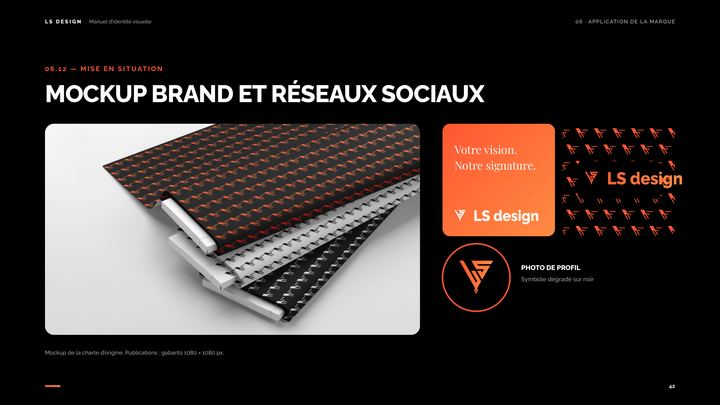 LS DESIGN Manuel d'identité visuelle
06 : APPLICATION DE LA MARQUE
06.12 — MISE EN SITUATION
MOCKUP BRAND ET RÉSEAUX SOCIAUX
Votre vision.
Notre signature.
LS design
LS design
PHOTO DE PROFIL
Symbole dégradé sur noir
Mockup de la charte d'origine. Publications : gabarits 1080 × 1080 px.
42